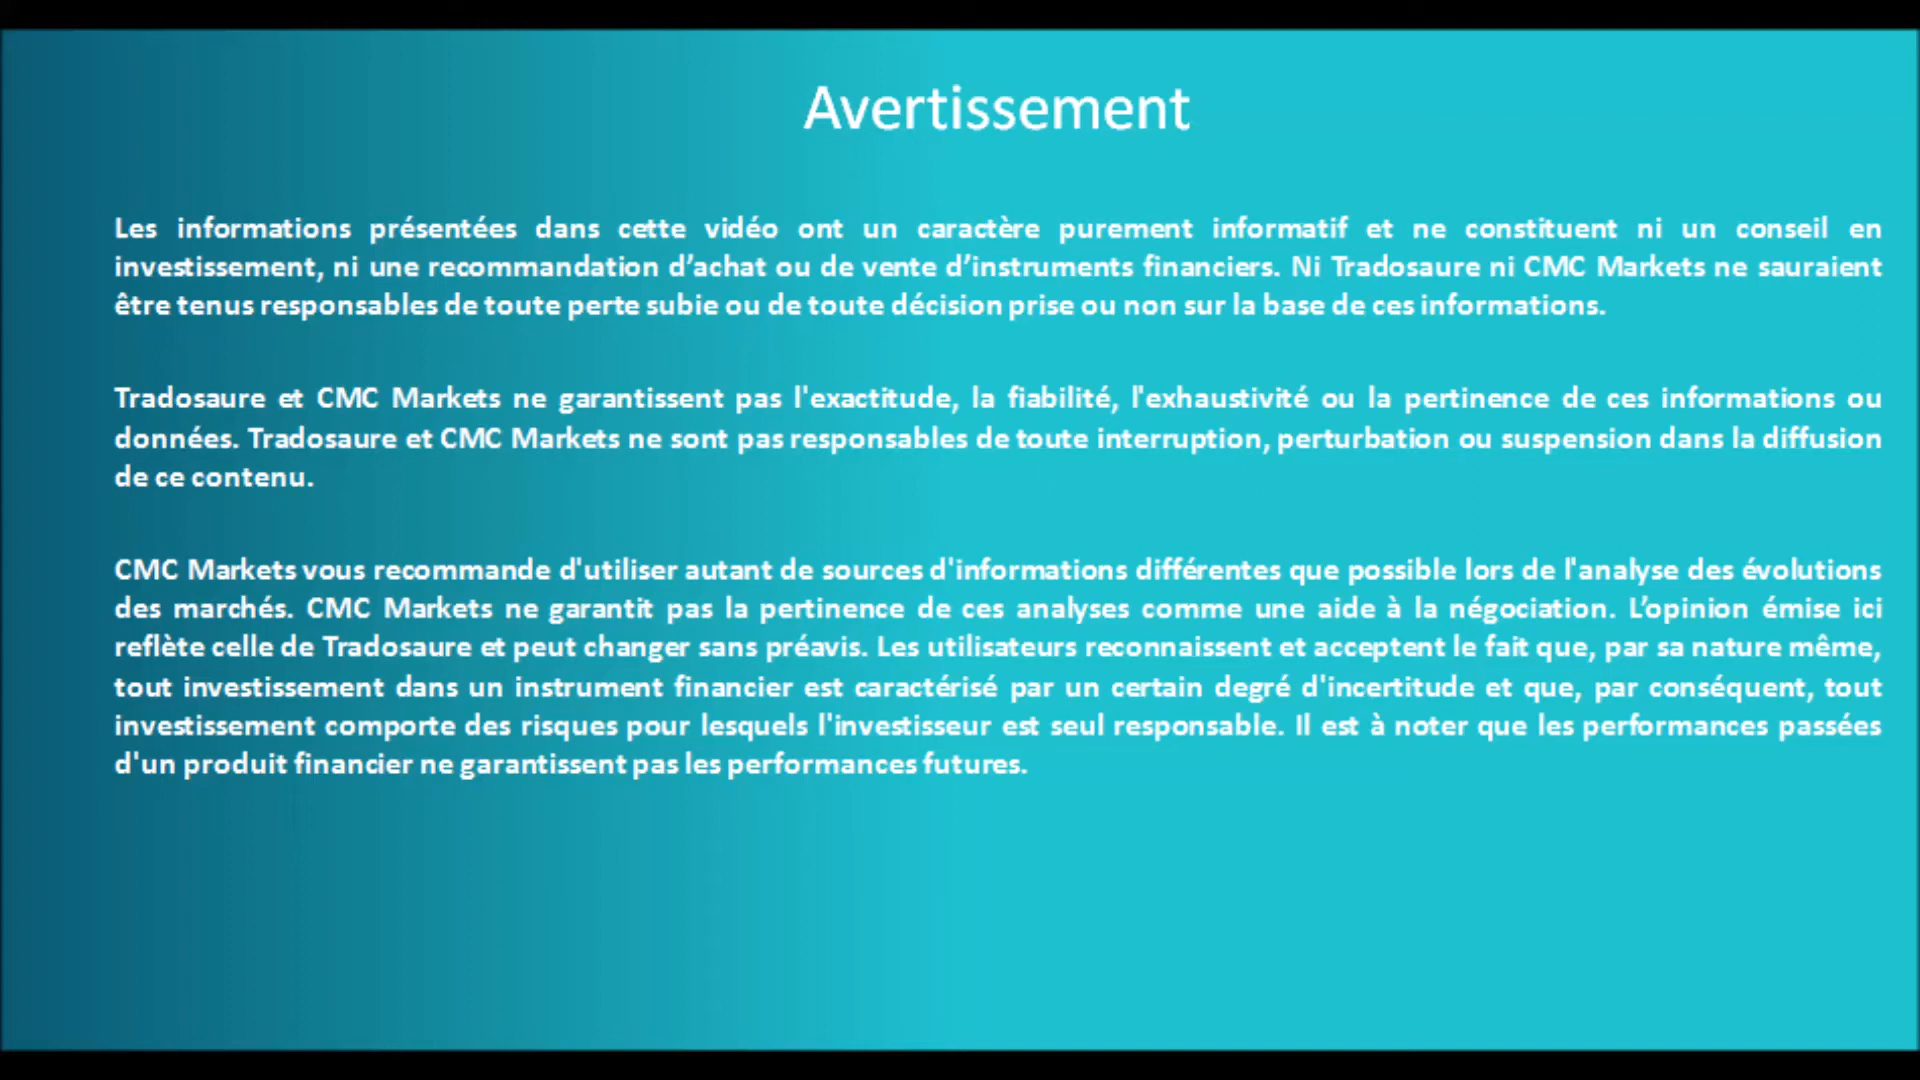 Avertissement
Les informations présentées dans cette vidéo ont un caractère purement informatif et ne constituent ni un conseil en
investissement, ni une recommandation d’achat ou de vente d’instruments financiers. Ni Tradosaure ni CMC Markets ne sauraient
être tenus responsables de toute perte subie ou de toute décision prise ou non sur la base de ces informations.
Tradosaure et CMC Markets ne garantissent pas l'exactitude, la fiabilité, l'exhaustivité ou la pertinence de ces informations ou
données. Tradosaure et CMC Markets ne sont pas responsables de toute interruption, perturbation ou suspension dans la diffusion
de ce contenu.
CMC Markets vous recommande d'utiliser autant de sources d'informations différentes que possible lors de l'analyse des évolutions
des marchés. CMC Markets ne garantit pas la pertinence de ces analyses comme une aide à la négociation. L’opinion émise ici
reflète celle de Tradosaure et peut changer sans préavis. Les utilisateurs reconnaissent et acceptent le fait que, par sa nature même,
tout investissement dans un instrument financier est caractérisé par un certain degré d'incertitude et que, par conséquent, tout
investissement comporte des risques pour lesquels l'investisseur est seul responsable. Il est à noter que les performances passées
d'un produit financier ne garantissent pas les performances futures.